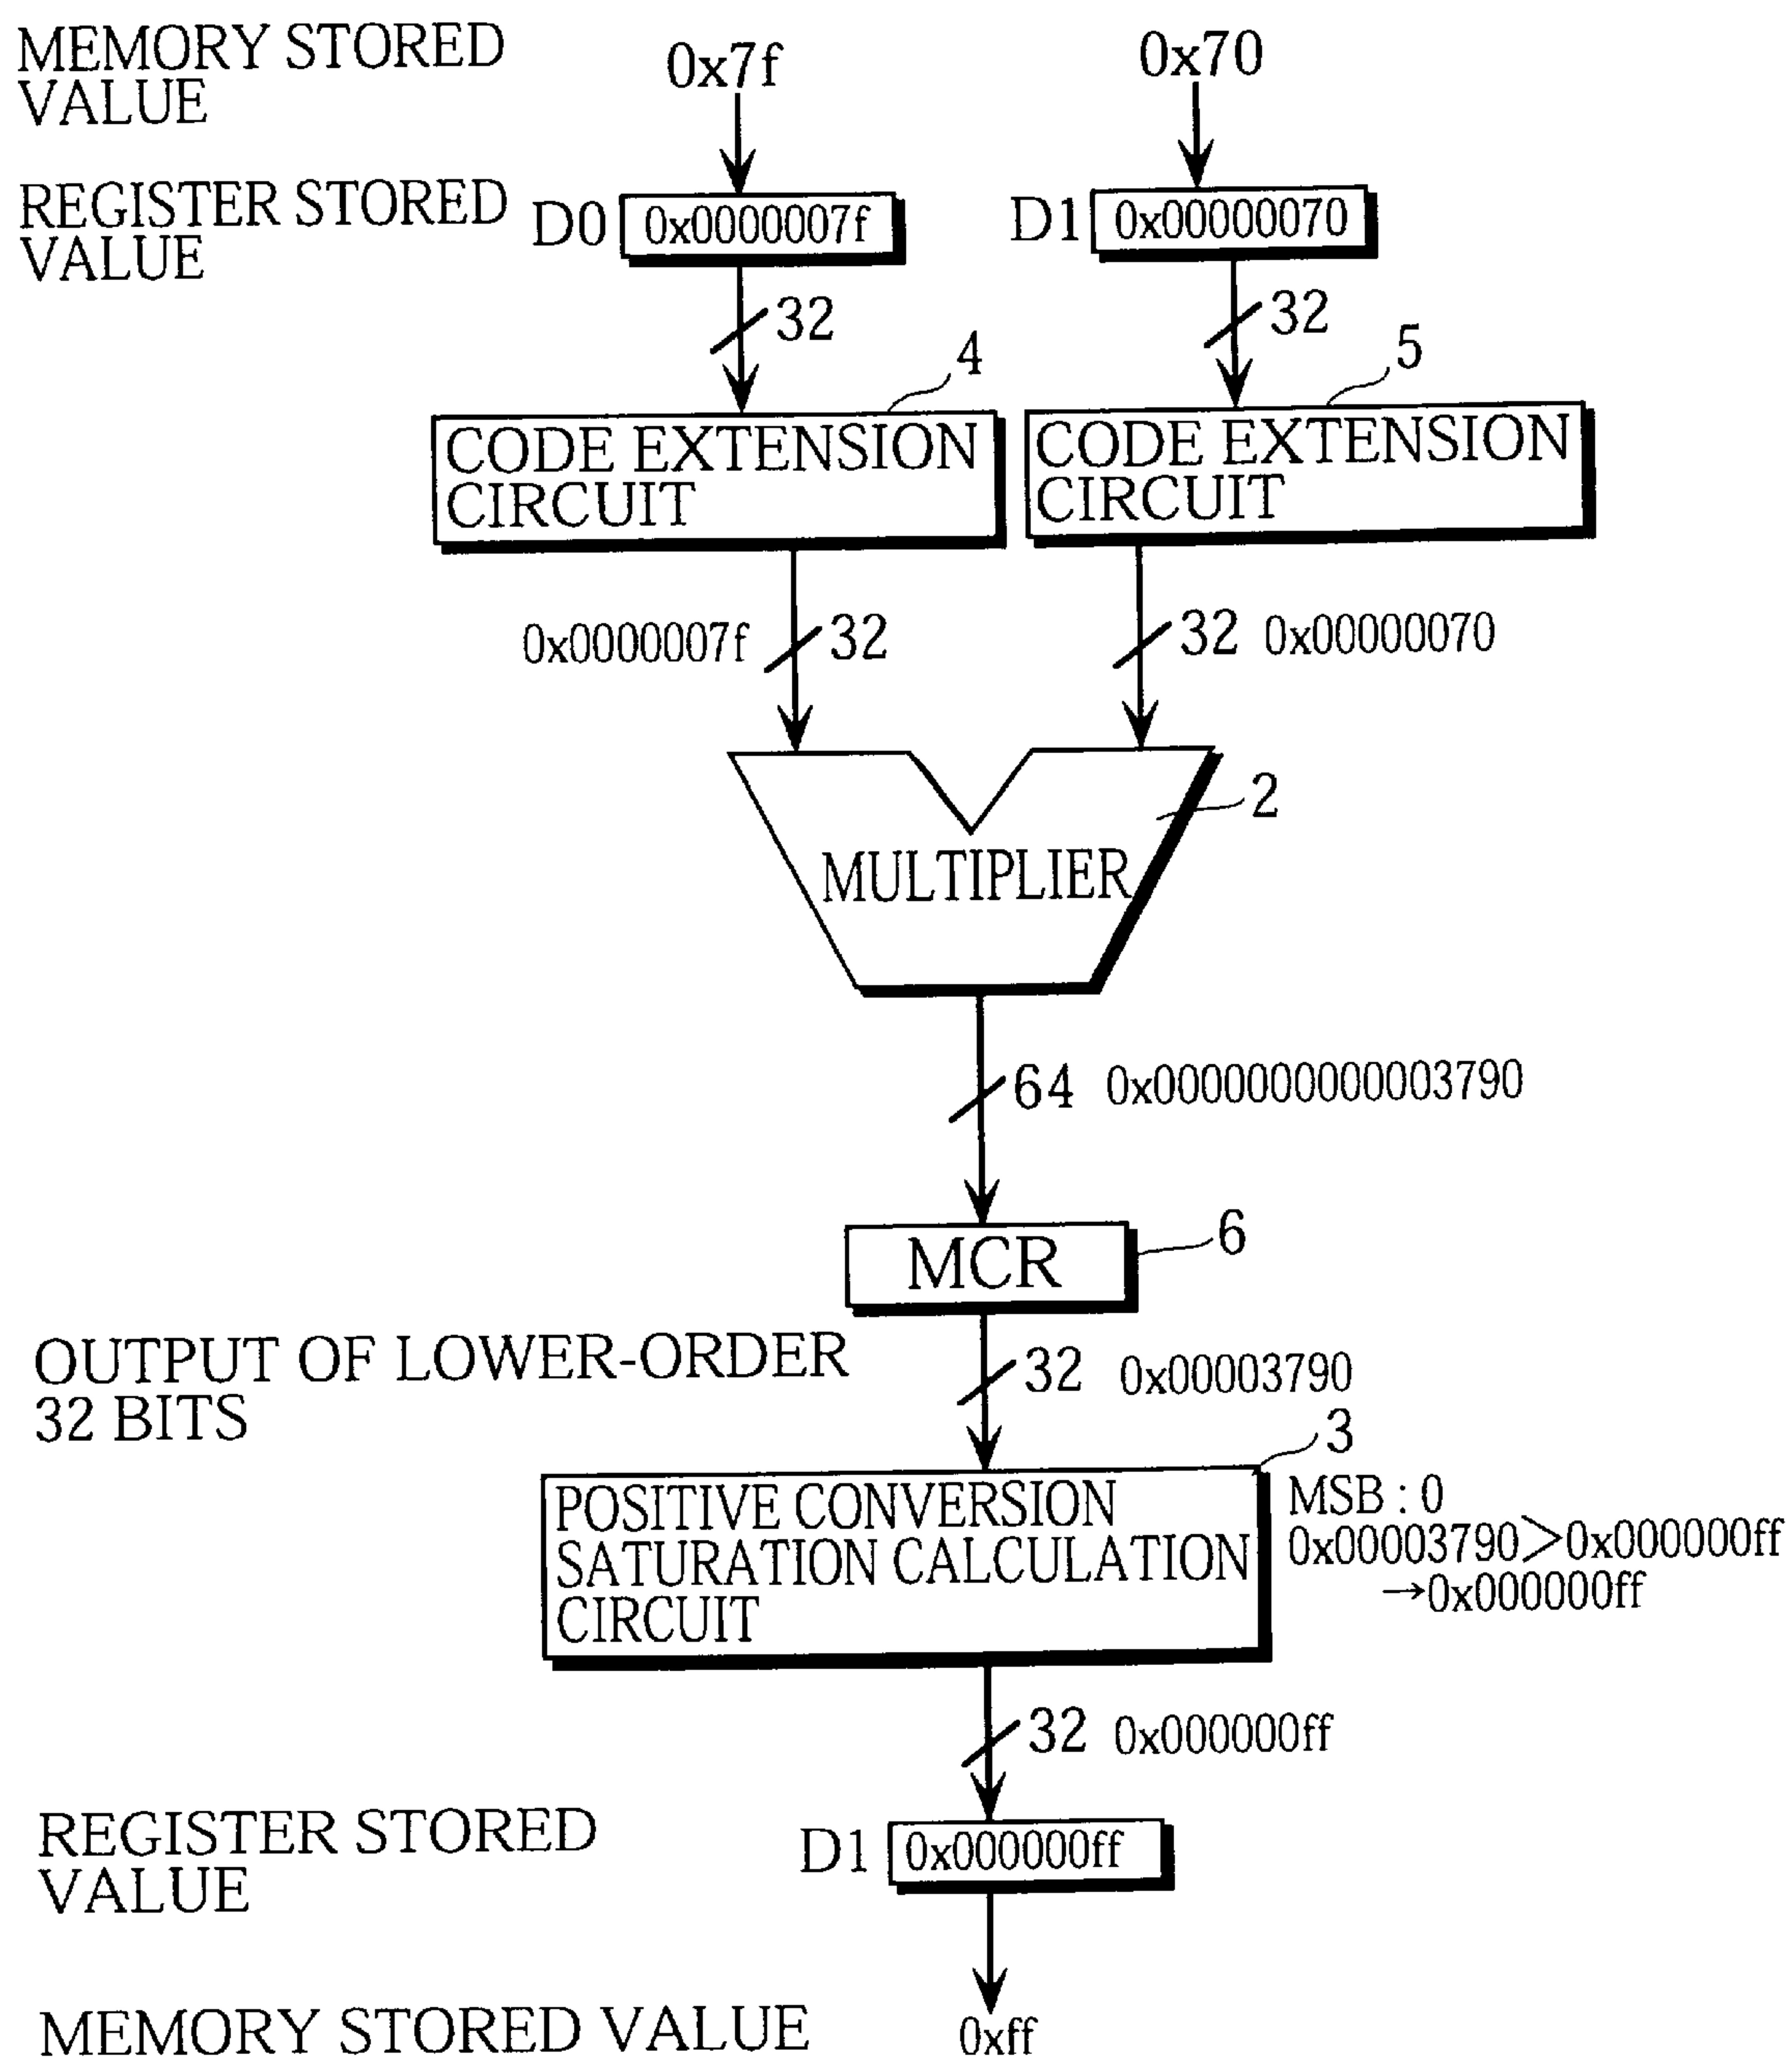 MEMORY STORED
VALUE
0x7f
0x70
REGISTER STORED
VALUE
D0
0x0000007f
D1
0x00000070
32
32
4
5
CODE EXTENSION
CIRCUIT
CODE EXTENSION
CIRCUIT
0x0000007f
32
32
0x00000070
2
MULTIPLIER
64
0x0000000000003790
MCR
6
OUTPUT OF LOWER-ORDER
32 BITS
32
0x00003790
3
POSITIVE CONVERSION
SATURATION CALCULATION
CIRCUIT
MSB : 0
0x00003790>0x000000ff
→0x000000ff
32
0x000000ff
REGISTER STORED
VALUE
D1
0x000000ff
MEMORY STORED VALUE
0xff